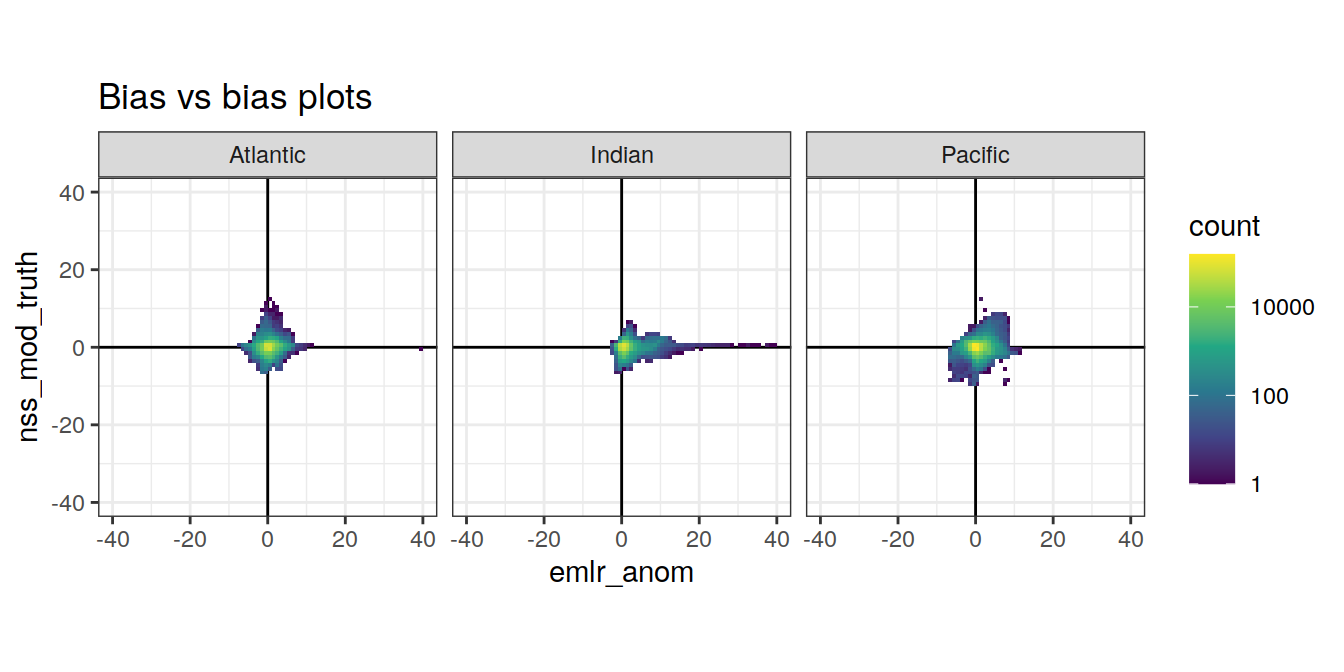 Bias vs bias plots
Atlantic
Indian
Pacific
nss_mod_truth
40
20
0
-20
-40
-40 -20 0 20 40
-40 -20 0 20 40
-40 -20 0 20 40
emlr_anom
count
10000
100
1